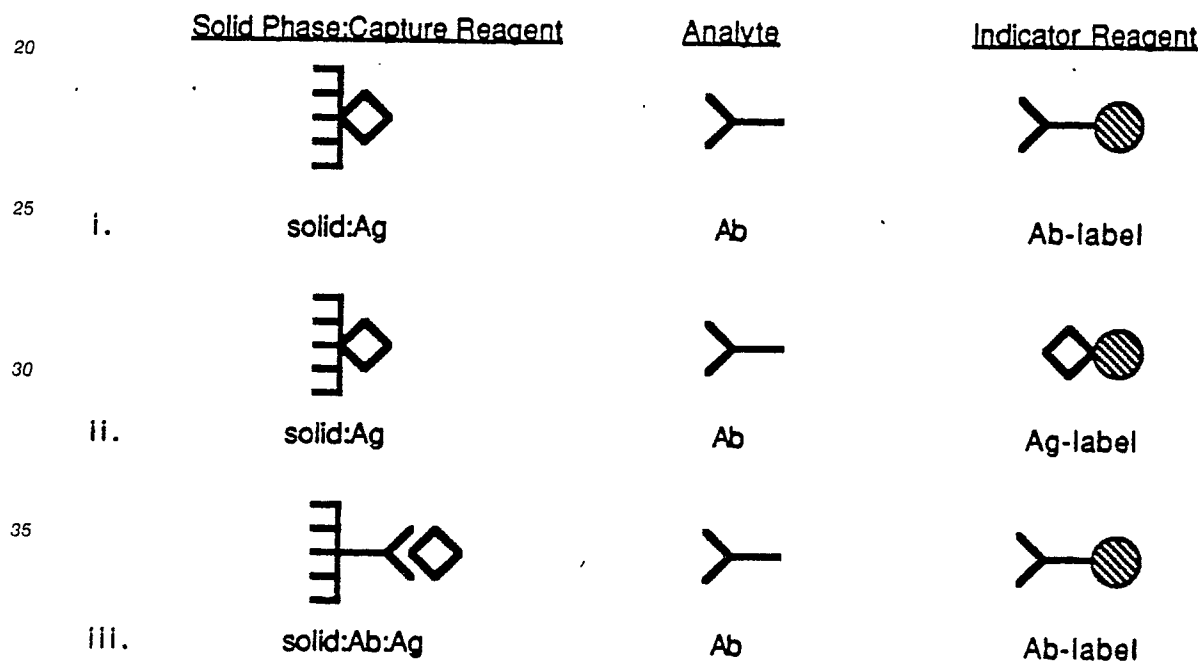 Solid Phase:Capture Reagent Analyte Indicator Reagent
20
25
i. solid:Ag Ab Ab-label
30
ii. solid:Ag Ab Ag-label
35
iii. solid:Ab:Ag Ab Ab-label